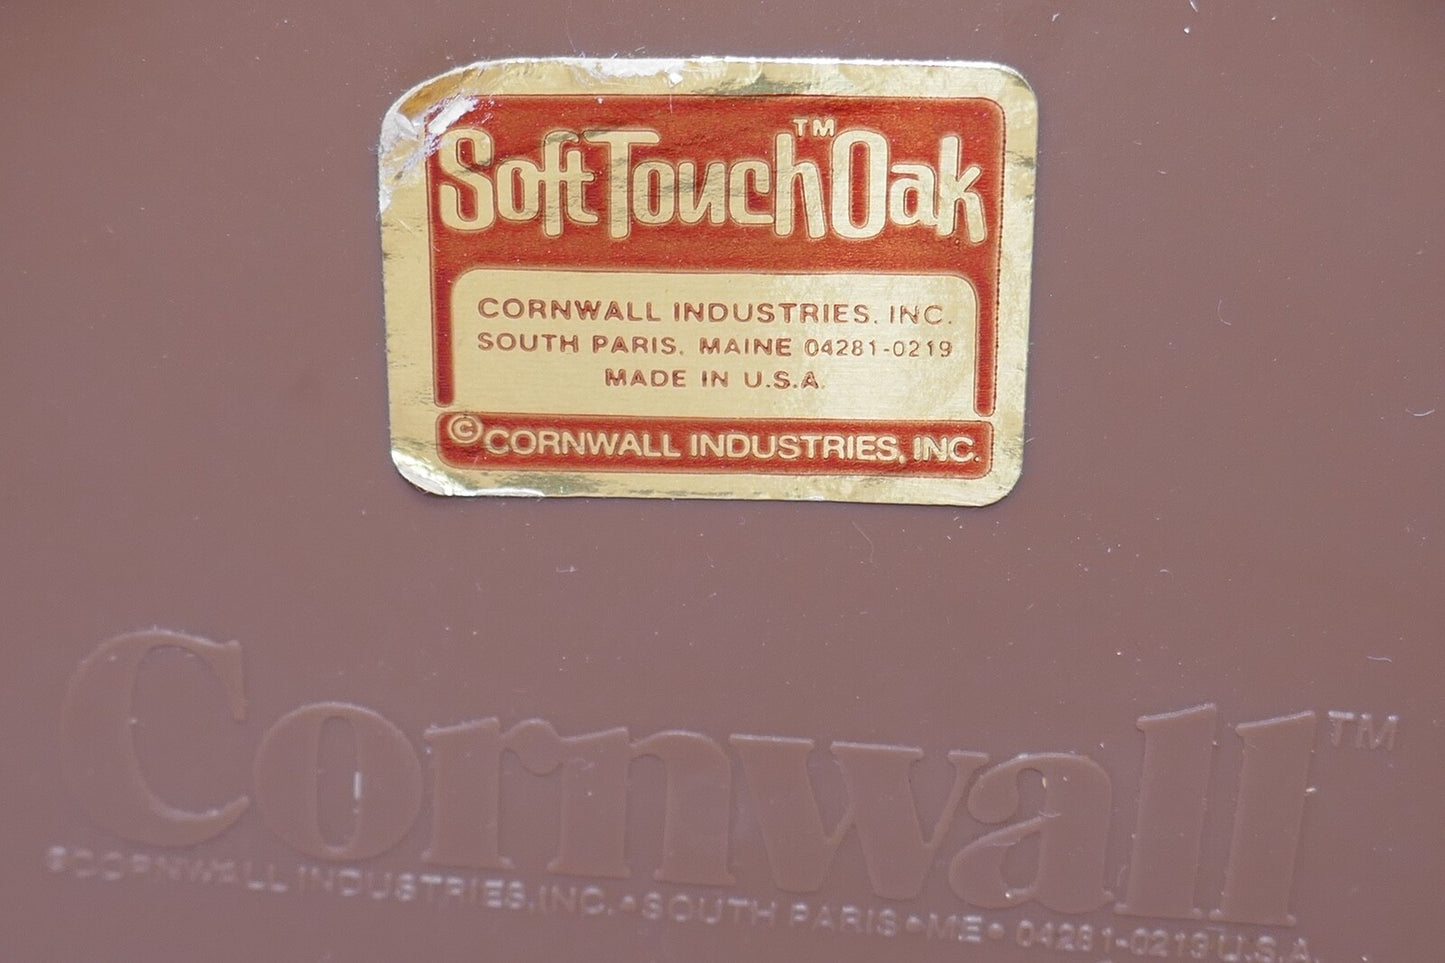 SoftTouch™Oak
CORNWALL INDUSTRIES, INC.
SOUTH PARIS, MAINE 04281-0219
MADE IN U.S.A.
©CORNWALL INDUSTRIES, INC.
Cornwall™
©CORNWALL INDUSTRIES, INC. • SOUTH PARIS • ME • 04281-0219 U.S.A.